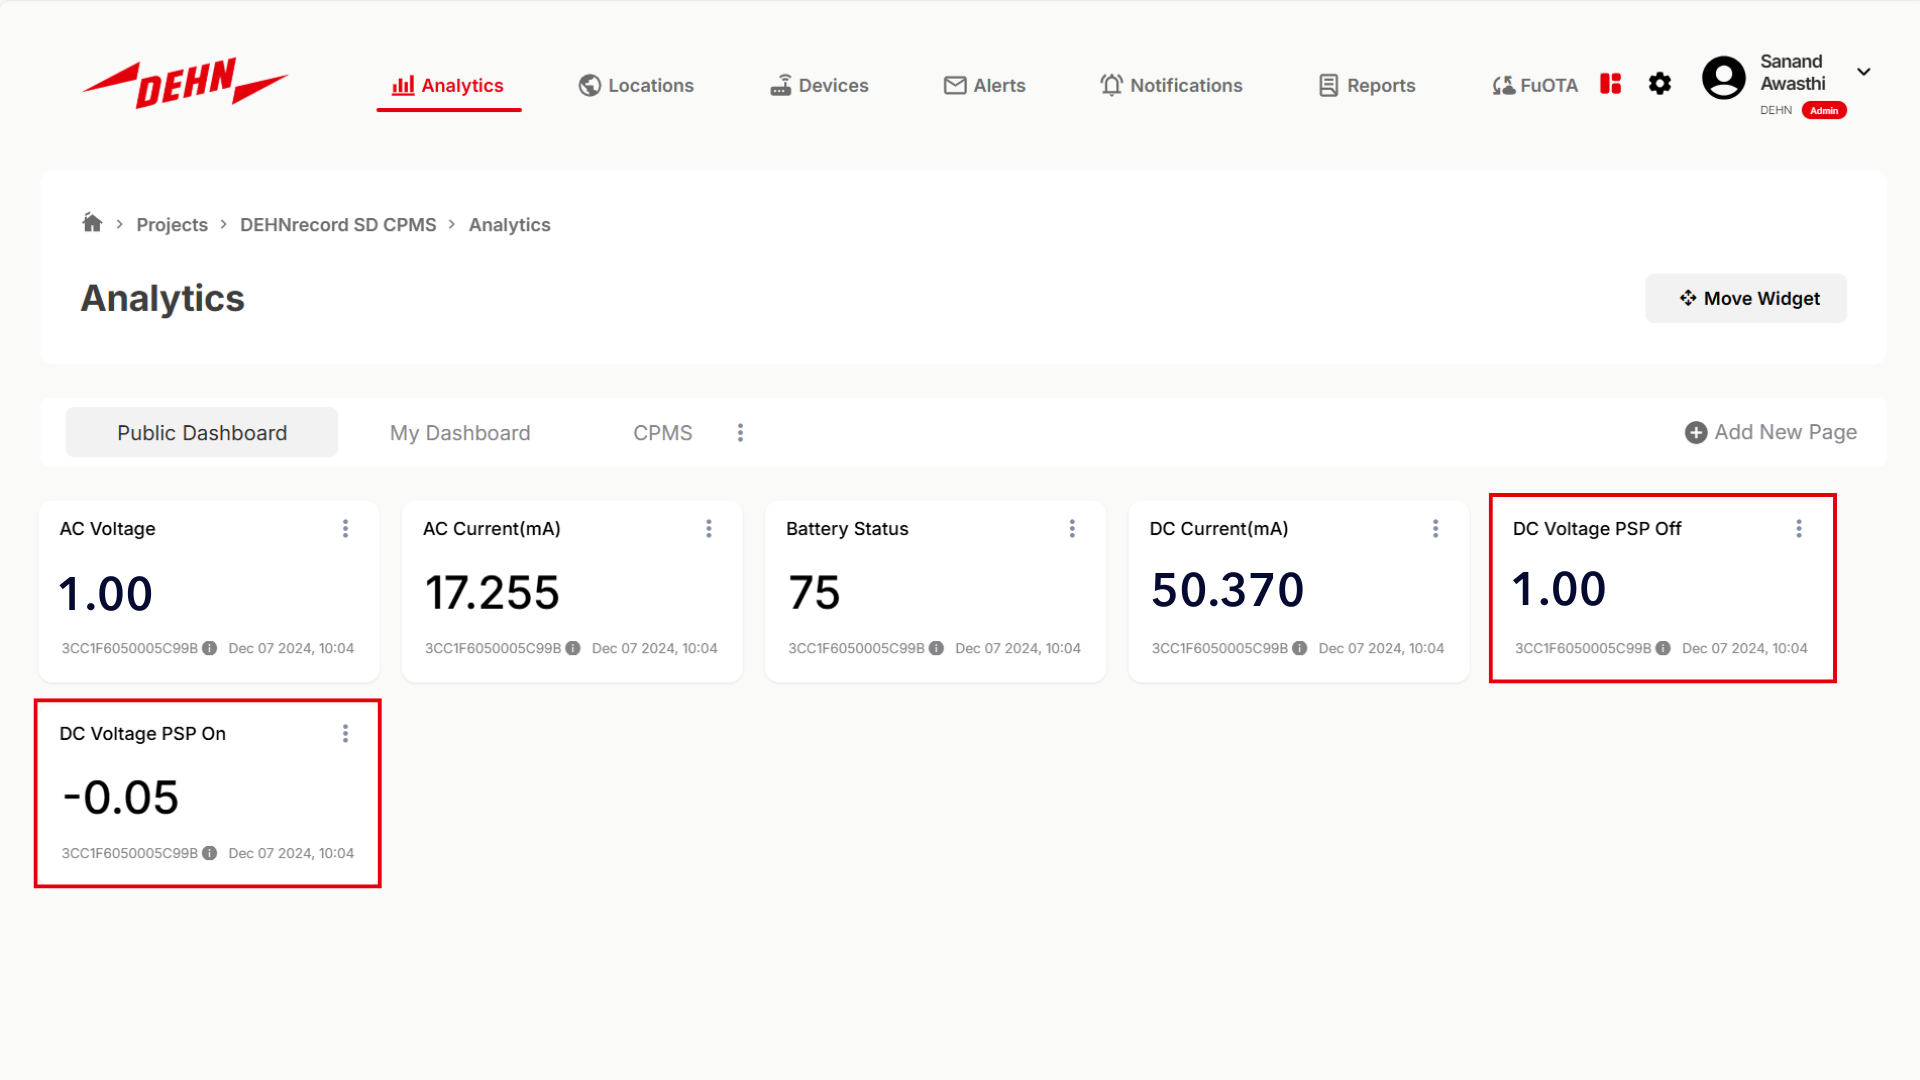 DEHN
Analytics
Locations
Devices
Alerts
Notifications
Reports
FuOTA
Sanand
Awasthi
DEHN Admin
Projects > DEHNrecord SD CPMS > Analytics
Analytics
Move Widget
Public Dashboard
My Dashboard
CPMS
Add New Page
AC Voltage
1.00
3CC1F6050005C99B Dec 07 2024, 10:04
AC Current(mA)
17.255
3CC1F6050005C99B Dec 07 2024, 10:04
Battery Status
75
3CC1F6050005C99B Dec 07 2024, 10:04
DC Current(mA)
50.370
3CC1F6050005C99B Dec 07 2024, 10:04
DC Voltage PSP Off
1.00
3CC1F6050005C99B Dec 07 2024, 10:04
DC Voltage PSP On
-0.05
3CC1F6050005C99B Dec 07 2024, 10:04